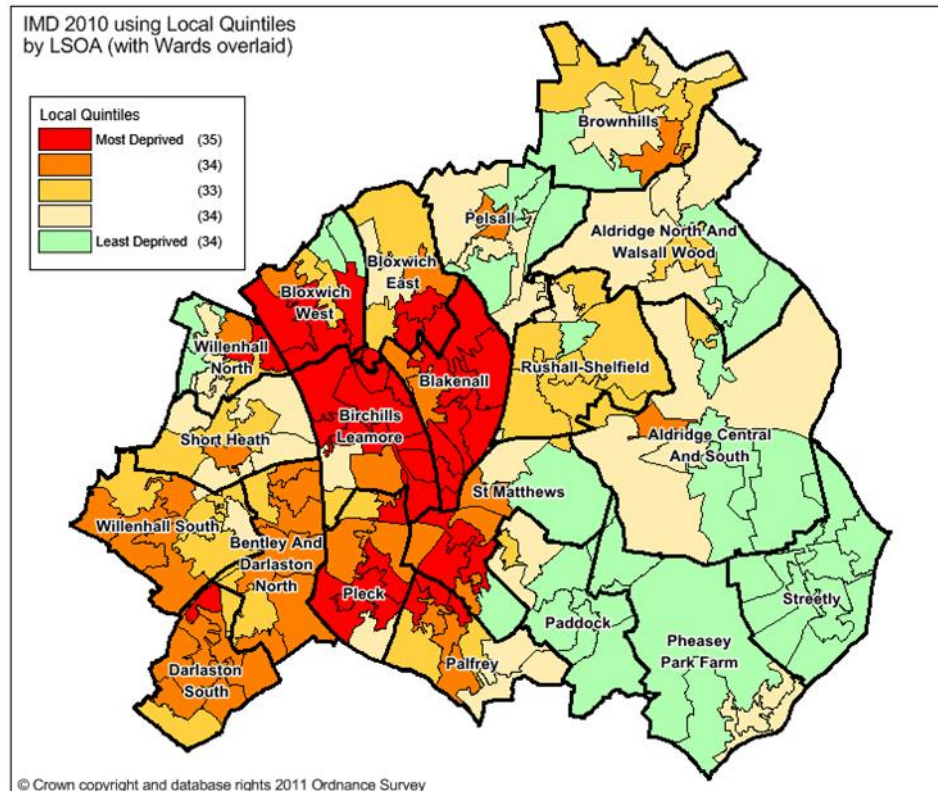 IMD 2010 using Local Quintiles
by LSOA (with Wards overlaid)
Local Quintiles
Most Deprived (35)
(34)
(33)
(34)
Least Deprived (34)
Brownhills
Pelsall
Aldridge North And
Walsall Wood
Bloxwich
East
Bloxwich
West
Willenhall
North
Blakenall
Rushall-Shelfield
Birchills
Leamore
Short Heath
Aldridge Central
And South
St Matthews
Willenhall South
Bentley And
Darlaston
North
Pleck
Paddock
Streetly
Pheasey
Park Farm
Palfrey
Darlaston
South
© Crown copyright and database rights 2011 Ordnance Survey